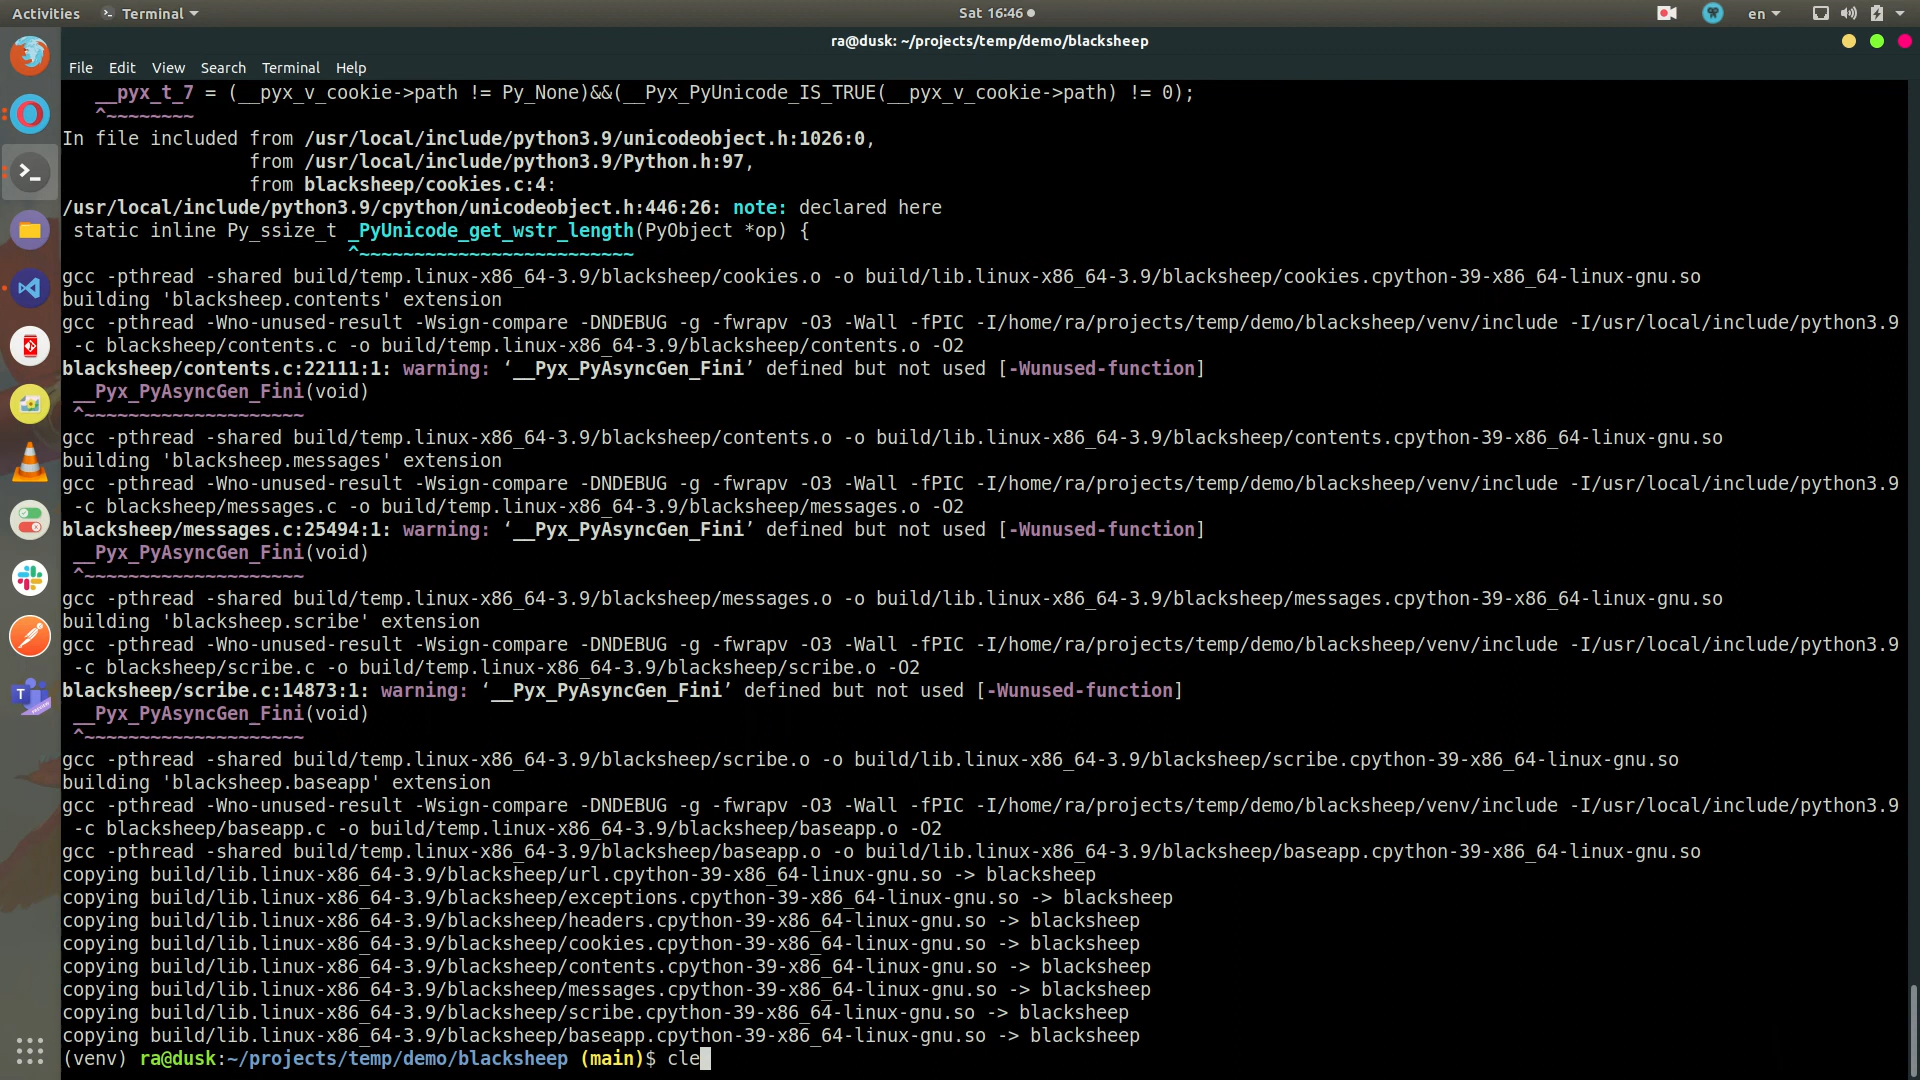 Activities Terminal Sat 16:46 en
ra@dusk: ~/projects/temp/demo/blacksheep
File Edit View Search Terminal Help
__pyx_t_7 = (__pyx_v_cookie->path != Py_None)&&(__Pyx_PyUnicode_IS_TRUE(__pyx_v_cookie->path) != 0);
^~~~~~~~~
In file included from /usr/local/include/python3.9/unicodeobject.h:1026:0,
from /usr/local/include/python3.9/Python.h:97,
from blacksheep/cookies.c:4:
/usr/local/include/python3.9/cpython/unicodeobject.h:446:26: note: declared here
static inline Py_ssize_t _PyUnicode_get_wstr_length(PyObject *op) {
^~~~~~~~~~~~~~~~~~~~~~~~~~
gcc -pthread -shared build/temp.linux-x86_64-3.9/blacksheep/cookies.o -o build/lib.linux-x86_64-3.9/blacksheep/cookies.cpython-39-x86_64-linux-gnu.so
building 'blacksheep.contents' extension
gcc -pthread -Wno-unused-result -Wsign-compare -DNDEBUG -g -fwrapv -O3 -Wall -fPIC -I/home/ra/projects/temp/demo/blacksheep/venv/include -I/usr/local/include/python3.9
-c blacksheep/contents.c -o build/temp.linux-x86_64-3.9/blacksheep/contents.o -O2
blacksheep/contents.c:22111:1: warning: ‘__Pyx_PyAsyncGen_Fini’ defined but not used [-Wunused-function]
__Pyx_PyAsyncGen_Fini(void)
^~~~~~~~~~~~~~~~~~~~~
gcc -pthread -shared build/temp.linux-x86_64-3.9/blacksheep/contents.o -o build/lib.linux-x86_64-3.9/blacksheep/contents.cpython-39-x86_64-linux-gnu.so
building 'blacksheep.messages' extension
gcc -pthread -Wno-unused-result -Wsign-compare -DNDEBUG -g -fwrapv -O3 -Wall -fPIC -I/home/ra/projects/temp/demo/blacksheep/venv/include -I/usr/local/include/python3.9
-c blacksheep/messages.c -o build/temp.linux-x86_64-3.9/blacksheep/messages.o -O2
blacksheep/messages.c:25494:1: warning: ‘__Pyx_PyAsyncGen_Fini’ defined but not used [-Wunused-function]
__Pyx_PyAsyncGen_Fini(void)
^~~~~~~~~~~~~~~~~~~~~
gcc -pthread -shared build/temp.linux-x86_64-3.9/blacksheep/messages.o -o build/lib.linux-x86_64-3.9/blacksheep/messages.cpython-39-x86_64-linux-gnu.so
building 'blacksheep.scribe' extension
gcc -pthread -Wno-unused-result -Wsign-compare -DNDEBUG -g -fwrapv -O3 -Wall -fPIC -I/home/ra/projects/temp/demo/blacksheep/venv/include -I/usr/local/include/python3.9
-c blacksheep/scribe.c -o build/temp.linux-x86_64-3.9/blacksheep/scribe.o -O2
blacksheep/scribe.c:14873:1: warning: ‘__Pyx_PyAsyncGen_Fini’ defined but not used [-Wunused-function]
__Pyx_PyAsyncGen_Fini(void)
^~~~~~~~~~~~~~~~~~~~~
gcc -pthread -shared build/temp.linux-x86_64-3.9/blacksheep/scribe.o -o build/lib.linux-x86_64-3.9/blacksheep/scribe.cpython-39-x86_64-linux-gnu.so
building 'blacksheep.baseapp' extension
gcc -pthread -Wno-unused-result -Wsign-compare -DNDEBUG -g -fwrapv -O3 -Wall -fPIC -I/home/ra/projects/temp/demo/blacksheep/venv/include -I/usr/local/include/python3.9
-c blacksheep/baseapp.c -o build/temp.linux-x86_64-3.9/blacksheep/baseapp.o -O2
gcc -pthread -shared build/temp.linux-x86_64-3.9/blacksheep/baseapp.o -o build/lib.linux-x86_64-3.9/blacksheep/baseapp.cpython-39-x86_64-linux-gnu.so
copying build/lib.linux-x86_64-3.9/blacksheep/url.cpython-39-x86_64-linux-gnu.so -> blacksheep
copying build/lib.linux-x86_64-3.9/blacksheep/exceptions.cpython-39-x86_64-linux-gnu.so -> blacksheep
copying build/lib.linux-x86_64-3.9/blacksheep/headers.cpython-39-x86_64-linux-gnu.so -> blacksheep
copying build/lib.linux-x86_64-3.9/blacksheep/cookies.cpython-39-x86_64-linux-gnu.so -> blacksheep
copying build/lib.linux-x86_64-3.9/blacksheep/contents.cpython-39-x86_64-linux-gnu.so -> blacksheep
copying build/lib.linux-x86_64-3.9/blacksheep/messages.cpython-39-x86_64-linux-gnu.so -> blacksheep
copying build/lib.linux-x86_64-3.9/blacksheep/scribe.cpython-39-x86_64-linux-gnu.so -> blacksheep
copying build/lib.linux-x86_64-3.9/blacksheep/baseapp.cpython-39-x86_64-linux-gnu.so -> blacksheep
(venv) ra@dusk:~/projects/temp/demo/blacksheep (main)$ cle